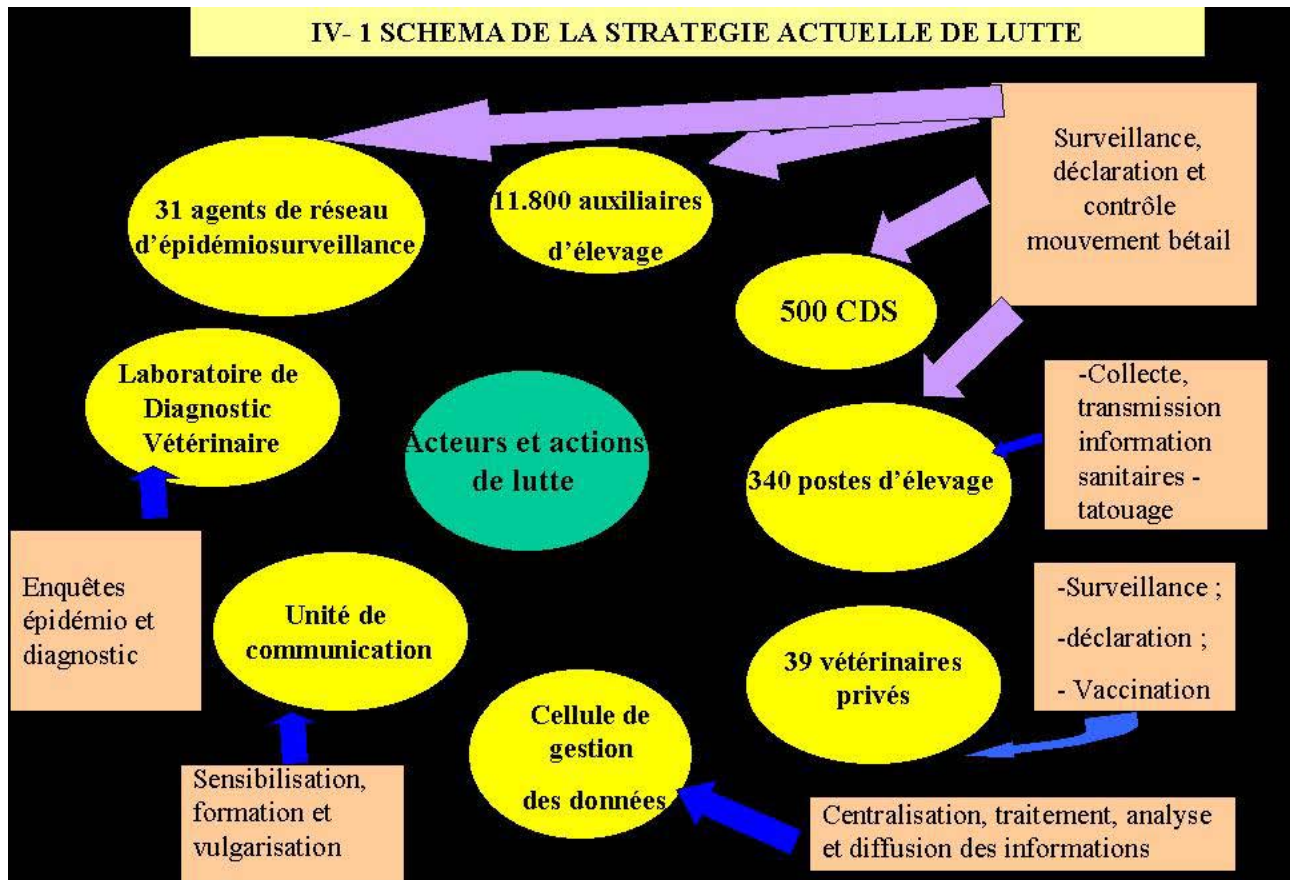 IV- 1 SCHEMA DE LA STRATEGIE ACTUELLE DE LUTTE
31 agents de réseau
d'épidémiosurveillance
11.800 auxiliaires
d'élevage
Surveillance,
déclaration et
contrôle
mouvement bétail
500 CDS
Laboratoire de
Diagnostic
Vétérinaire
Acteurs et actions
de lutte
340 postes d'élevage
-Collecte,
transmission
information
sanitaires -
tatouage
Enquêtes
épidémio et
diagnostic
Unité de
communication
39 vétérinaires
privés
-Surveillance ;
-déclaration ;
- Vaccination
Cellule de
gestion
des données
Sensibilisation,
formation et
vulgarisation
Centralisation, traitement, analyse
et diffusion des informations